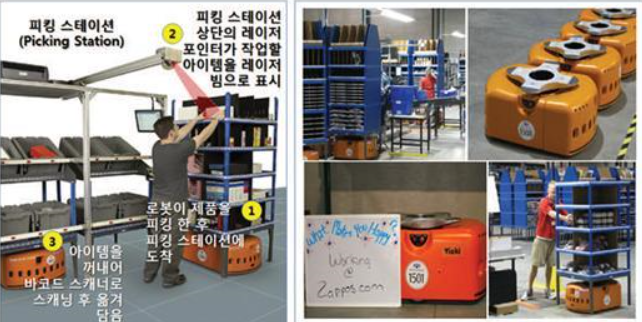 피킹 스테이션
(Picking Station)
2
피킹 스테이션
상단의 레이저
포인터가 작업할
아이템을 레이저
빔으로 표시
1
로봇이 제품을
피킹 한 후
피킹 스테이션에
도착
3
아이템을
꺼내어
바코드 스캐너로
스캐닝 후 옮겨
담음
What Makes You Happy?
Working
@
Zappos.com
1501